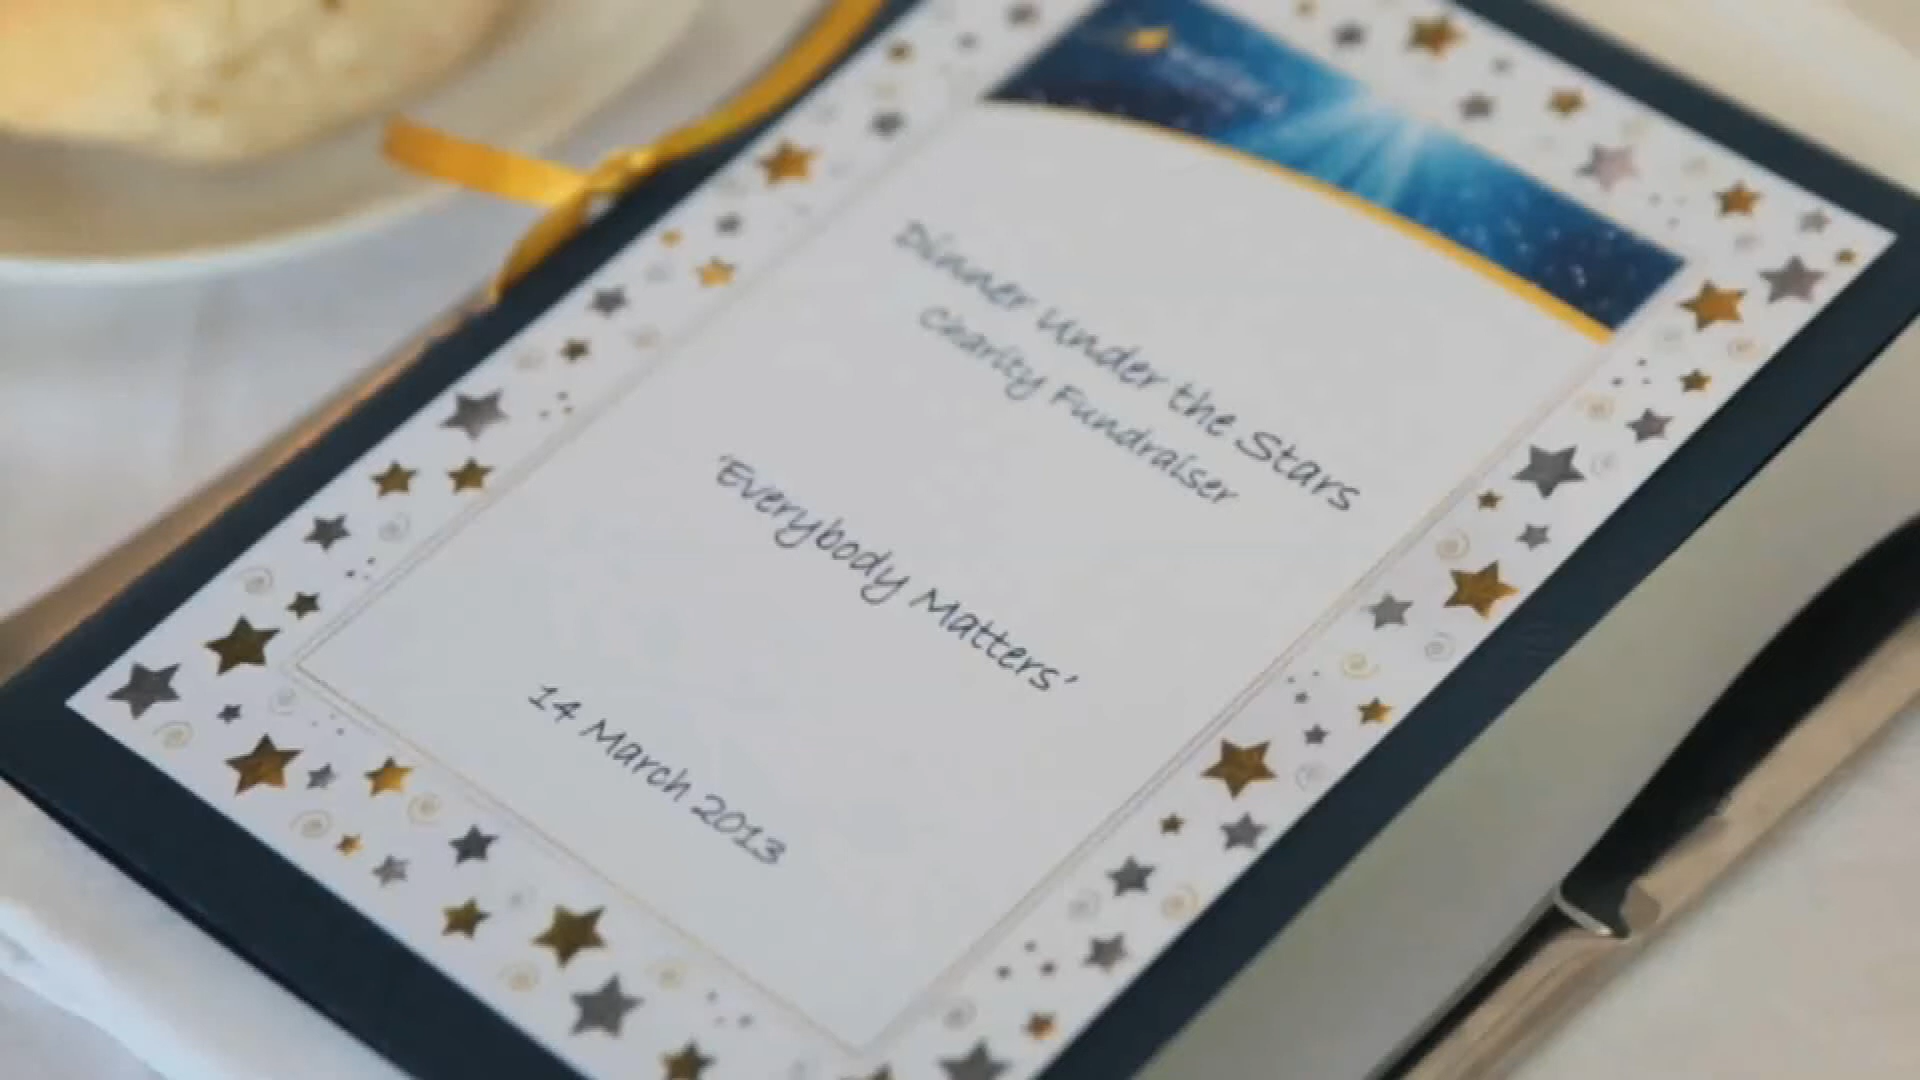 Dinner Under the Stars
Charity Fundraiser
'Everybody Matters'
14 March 2013